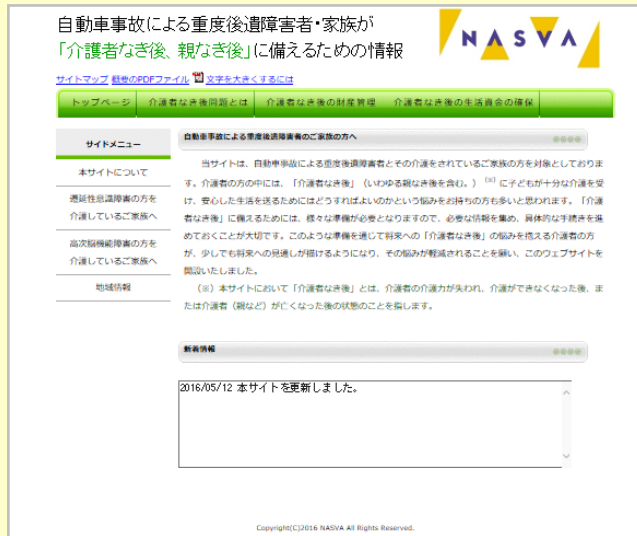 自動車事故による重度後遺障害者・家族が
「介護者なき後、親なき後」に備えるための情報
NASVA
サイトマップ 概要のPDFファイル 文字を大きくするには
トップページ 介護者なき後問題とは 介護者なき後の財産管理 介護者なき後の生活資金の確保
サイドメニュー
本サイトについて
遷延性意識障害の方を
介護しているご家族へ
高次脳機能障害の方を
介護しているご家族へ
地域情報
自動車事故による重度後遺障害者のご家族の方へ
当サイトは、自動車事故による重度後遺障害者とその介護をされているご家族の方を対象としておりま
す。介護者の方の中には、「介護者なき後」（いわゆる親なき後を含む。）(※) に子どもが十分な介護を受
け、安心した生活を送るためにはどうすればよいのかという悩みをお持ちの方も多いと思われます。「介護
者なき後」に備えるためには、様々な準備が必要となりますので、必要な情報を集め、具体的な手続きを進
めておくことが大切です。このような準備を通じて将来への「介護者なき後」の悩みを抱える介護者の方
が、少しでも将来への見通しが描けるようになり、その悩みが軽減されることを願い、このウェブサイトを
開設いたしました。
（※）本サイトにおいて「介護者なき後」とは、介護者の介護力が失われ、介護ができなくなった後、ま
たは介護者（親など）が亡くなった後の状態のことを指します。
新着情報
2016/05/12 本サイトを更新しました。
Copyright(C)2016 NASVA All Rights Reserved.